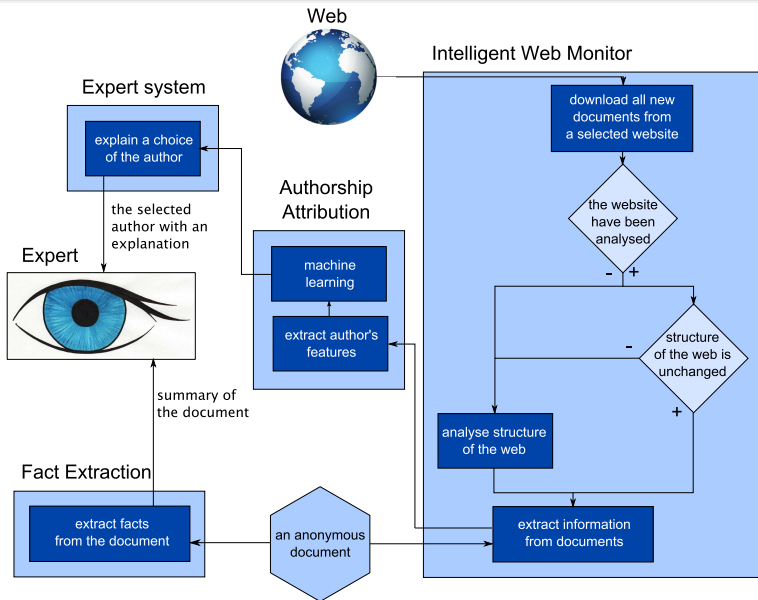 Web
Intelligent Web Monitor
download all new
documents from
a selected website
the website
have been
analysed
-
+
structure
of the web is
unchanged
-
+
analyse structure
of the web
extract information
from documents
Expert system
explain a choice
of the author
the selected
author with an
explanation
Authorship
Attribution
machine
learning
extract author's
features
Expert
summary of
the document
Fact Extraction
extract facts
from the document
an anonymous
document